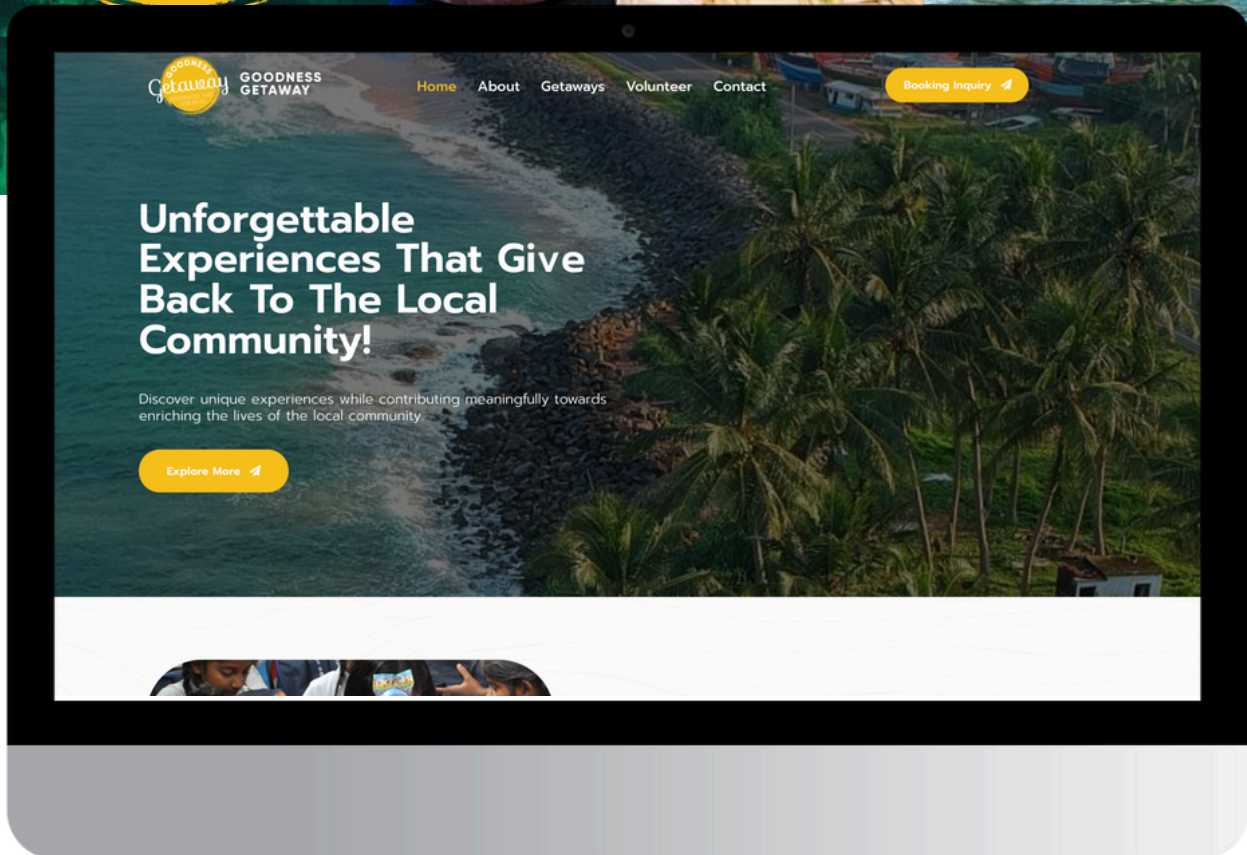 GOODNESS
Getaway
GOODNESS
GETAWAY
Home About Getaways Volunteer Contact
Booking Inquiry
Unforgettable
Experiences That Give
Back To The Local
Community!
Discover unique experiences while contributing meaningfully towards
enriching the lives of the local community.
Explore More